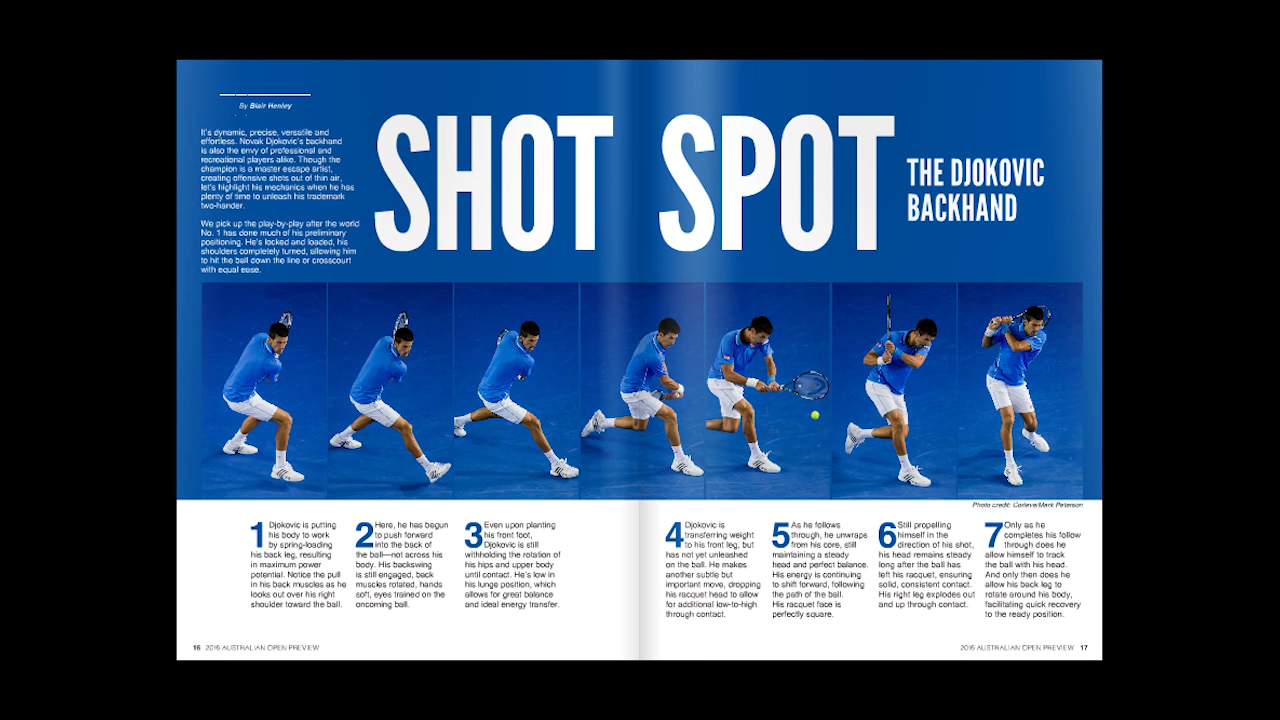 By Blair Henley
It's dynamic, precise, versatile and
effortless. Novak Djokovic's backhand
is also the envy of professional and
recreational players alike. Though the
champion is a master escape artist,
creating offensive shots out of thin air,
let's highlight his mechanics when he has
plenty of time to unleash his trademark
two-hander.
We pick up the play-by-play after the world
No. 1 has done much of his preliminary
positioning. He's locked and loaded, his
shoulders completely turned, allowing him
to hit the ball down the line or crosscourt
with equal ease.
SHOT SPOT
THE DJOKOVIC
BACKHAND
Photo credit: Corleve/Mark Peterson
1 Djokovic is putting
his body to work
by spring-loading
his back leg, resulting
in maximum power
potential. Notice the pull
in his back muscles as he
looks out over his right
shoulder toward the ball.
2 Here, he has begun
to push forward
into the back of
the ball—not across his
body. His backswing
is still engaged, back
muscles rotated, hands
soft, eyes trained on the
oncoming ball.
3 Even upon planting
his front foot,
Djokovic is still
withholding the rotation of
his hips and upper body
until contact. He's low in
his lunge position, which
allows for great balance
and ideal energy transfer.
4 Djokovic is
transferring weight
to his front leg, but
has not yet unleashed
on the ball. He makes
another subtle but
important move, dropping
his racquet head to allow
for additional low-to-high
through contact.
5 As he follows
through, he unwraps
from his core, still
maintaining a steady
head and perfect balance.
His energy is continuing
to shift forward, following
the path of the ball.
His racquet face is
perfectly square.
6 Still propelling
himself in the
direction of his shot,
his head remains steady
long after the ball has
left his racquet, ensuring
solid, consistent contact.
His right leg explodes out
and up through contact.
7 Only as he
completes his follow
through does he
allow himself to track
the ball with his head.
And only then does he
allow his back leg to
rotate around his body,
facilitating quick recovery
to the ready position.
16 2016 AUSTRALIAN OPEN PREVIEW
2016 AUSTRALIAN OPEN PREVIEW 17